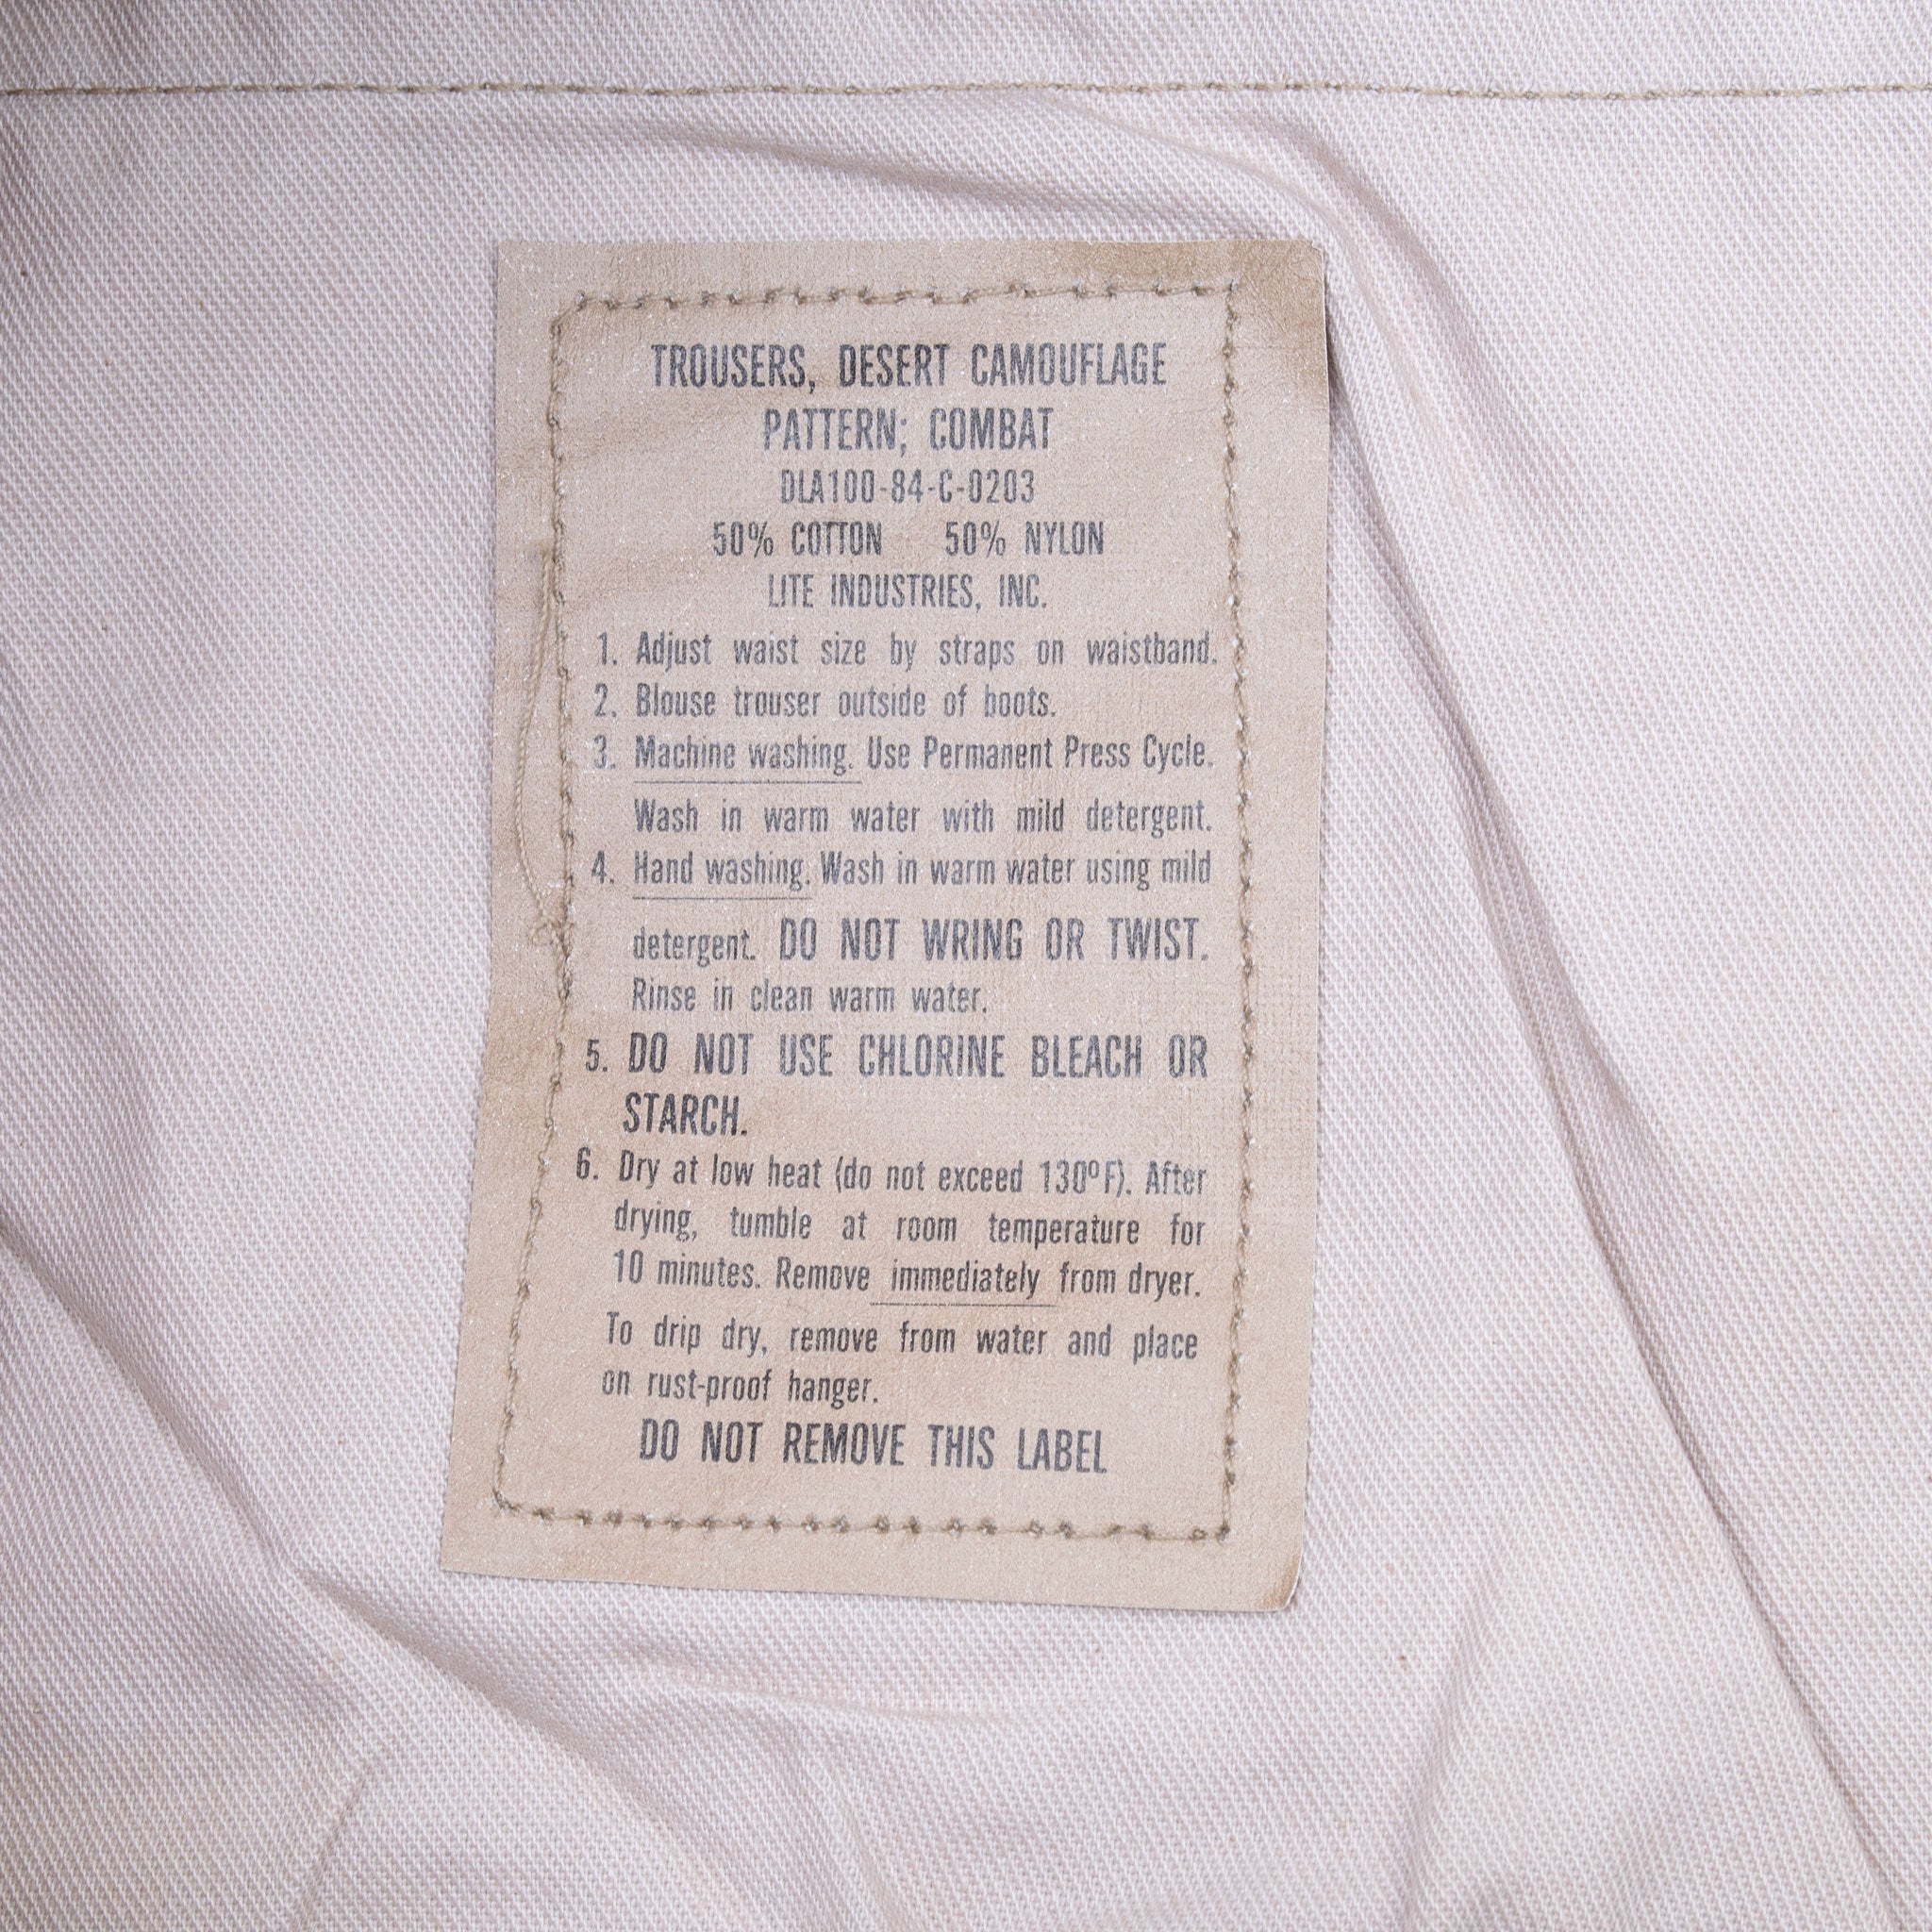 TROUSERS, DESERT CAMOUFLAGE
PATTERN; COMBAT
DLA100-84-C-0203
50% COTTON 50% NYLON
LITE INDUSTRIES, INC.
1. Adjust waist size by straps on waistband.
2. Blouse trouser outside of boots.
3. Machine washing. Use Permanent Press Cycle.
Wash in warm water with mild detergent.
4. Hand washing. Wash in warm water using mild
detergent. DO NOT WRING OR TWIST.
Rinse in clean warm water.
5. DO NOT USE CHLORINE BLEACH OR
STARCH.
6. Dry at low heat (do not exceed 130ºF). After
drying, tumble at room temperature for
10 minutes. Remove immediately from dryer.
To drip dry, remove from water and place
on rust-proof hanger.
DO NOT REMOVE THIS LABEL